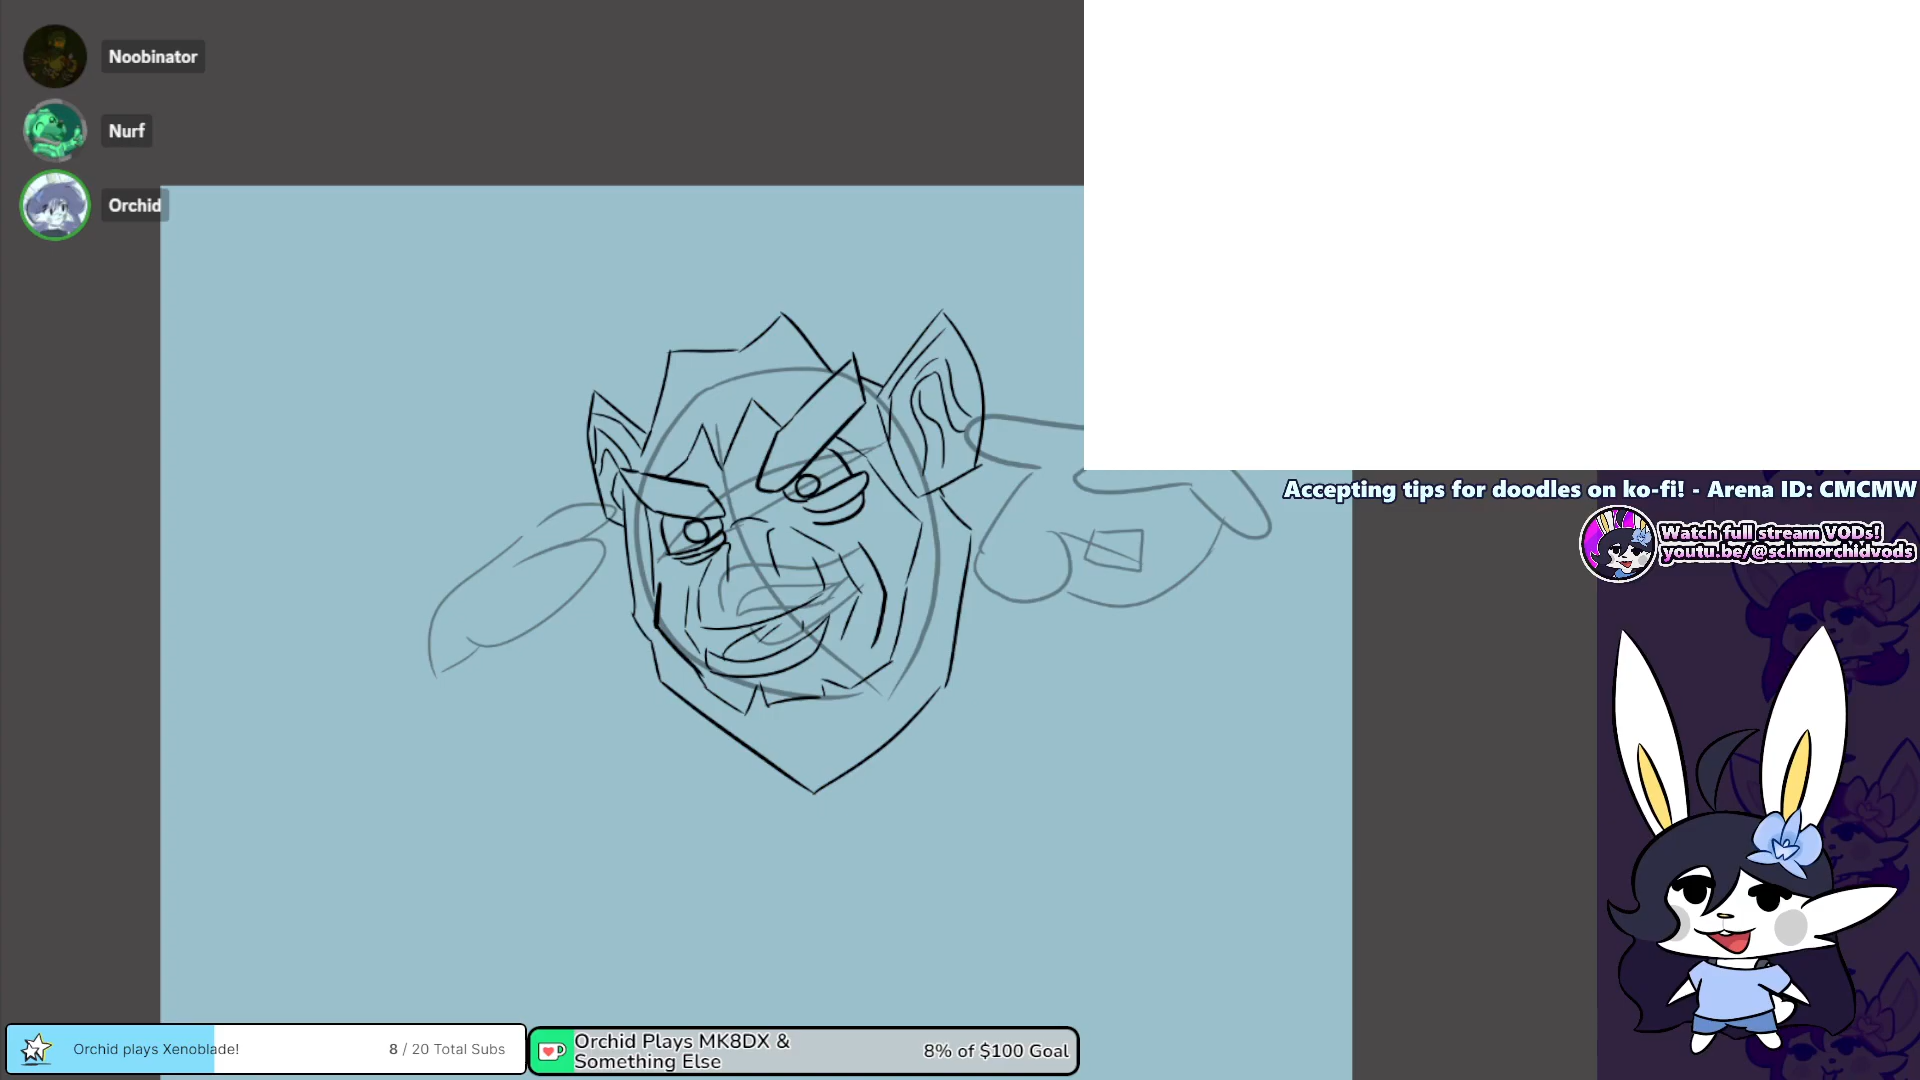 Noobinator
Nurf
Orchid
Accepting tips for doodles on ko-fi! - Arena ID: CMCMW
Watch full stream VODs!
youtu.be/@schmorchidvods
Orchid plays Xenoblade!
8 / 20 Total Subs
Orchid Plays MK8DX &
Something Else
8% of $100 Goal